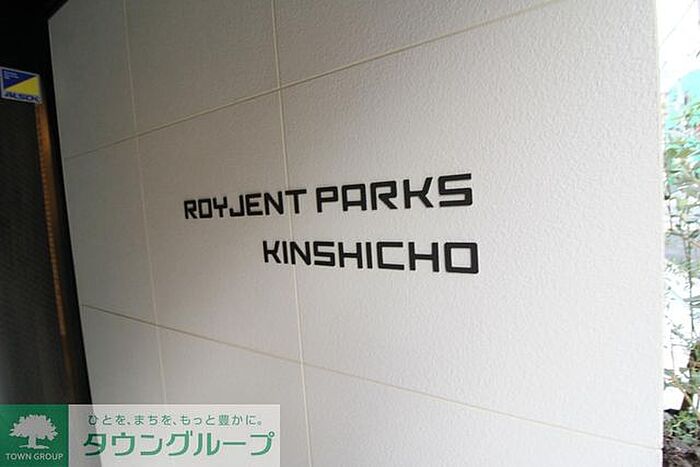 ALSOK
ROYJENT PARKS
KINSHICHO
ひとを、まちを、もっと豊かに。
タウングループ
TOWN GROUP